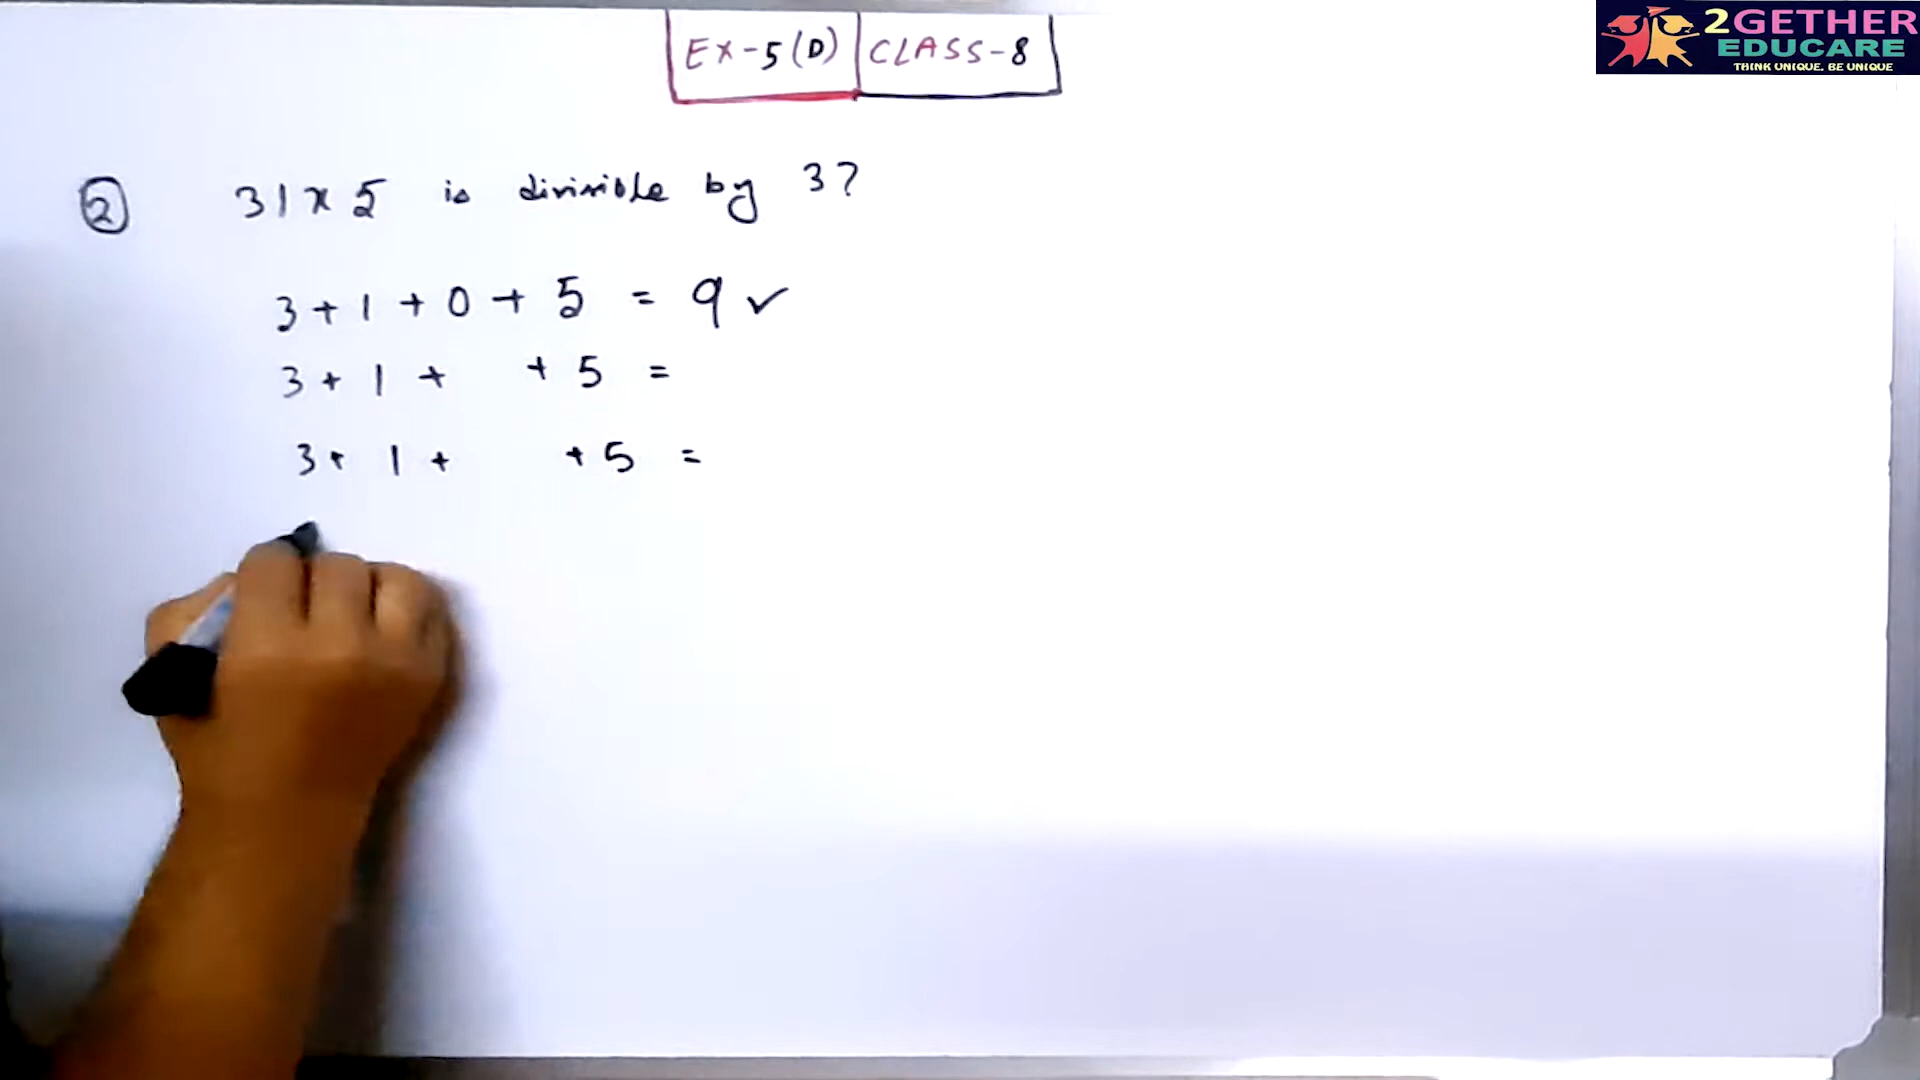 EX-5(D) CLASS-8
2GETHER
EDUCARE
THINK UNIQUE. BE UNIQUE
② 31x5 is divisible by 3?
3+1+0+5 = 9 ✓
3+1+ +5 =
3+1+ +5 =